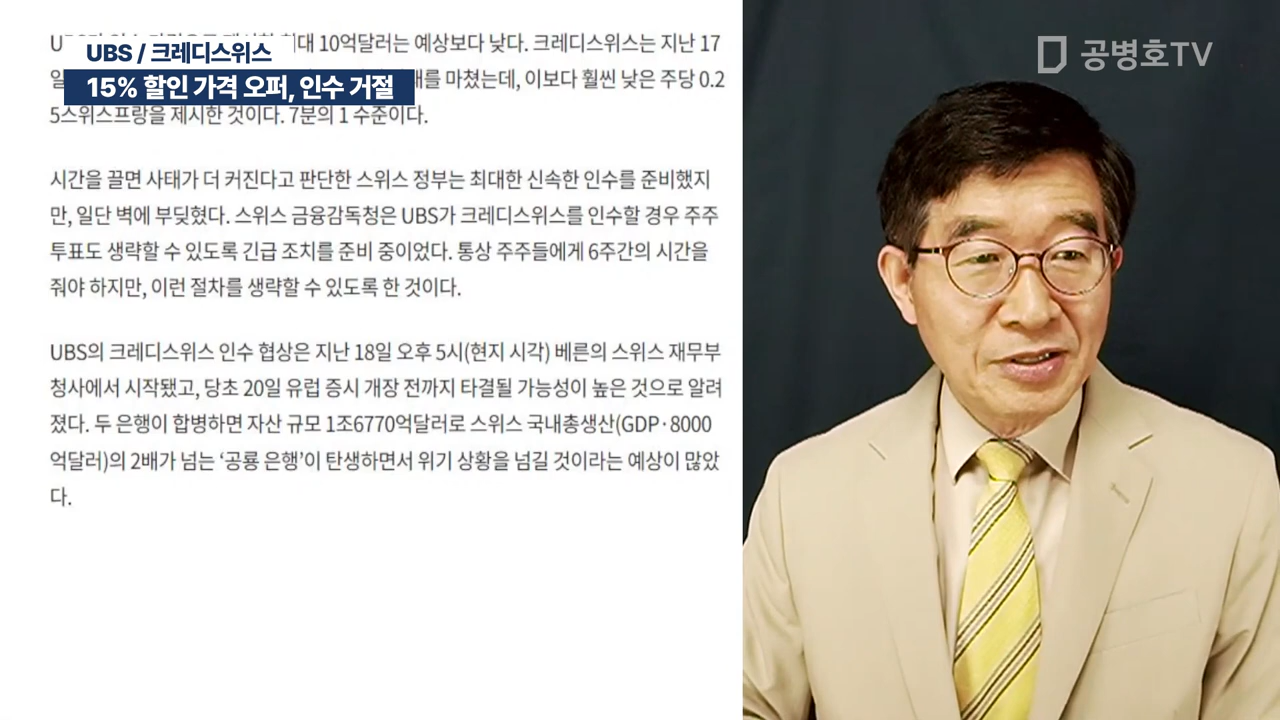 UBS / 크레디스위스
15% 할인 가격 오퍼, 인수 거절
공병호TV
최대 10억달러는 예상보다 낮다. 크레디스위스는 지난 17
일 마쳤는데, 이보다 훨씬 낮은 주당 0.2
5스위스프랑을 제시한 것이다. 7분의 1 수준이다.
시간을 끌면 사태가 더 커진다고 판단한 스위스 정부는 최대한 신속한 인수를 준비했지
만, 일단 벽에 부딪혔다. 스위스 금융감독청은 UBS가 크레디스위스를 인수할 경우 주주
투표도 생략할 수 있도록 긴급 조치를 준비 중이었다. 통상 주주들에게 6주간의 시간을
줘야 하지만, 이런 절차를 생략할 수 있도록 한 것이다.
UBS의 크레디스위스 인수 협상은 지난 18일 오후 5시(현지 시각) 베른의 스위스 재무부
청사에서 시작됐고, 당초 20일 유럽 증시 개장 전까지 타결될 가능성이 높은 것으로 알려
졌다. 두 은행이 합병하면 자산 규모 1조6770억달러로 스위스 국내총생산(GDP·8000
억달러)의 2배가 넘는 ‘공룡 은행’이 탄생하면서 위기 상황을 넘길 것이라는 예상이 많았
다.